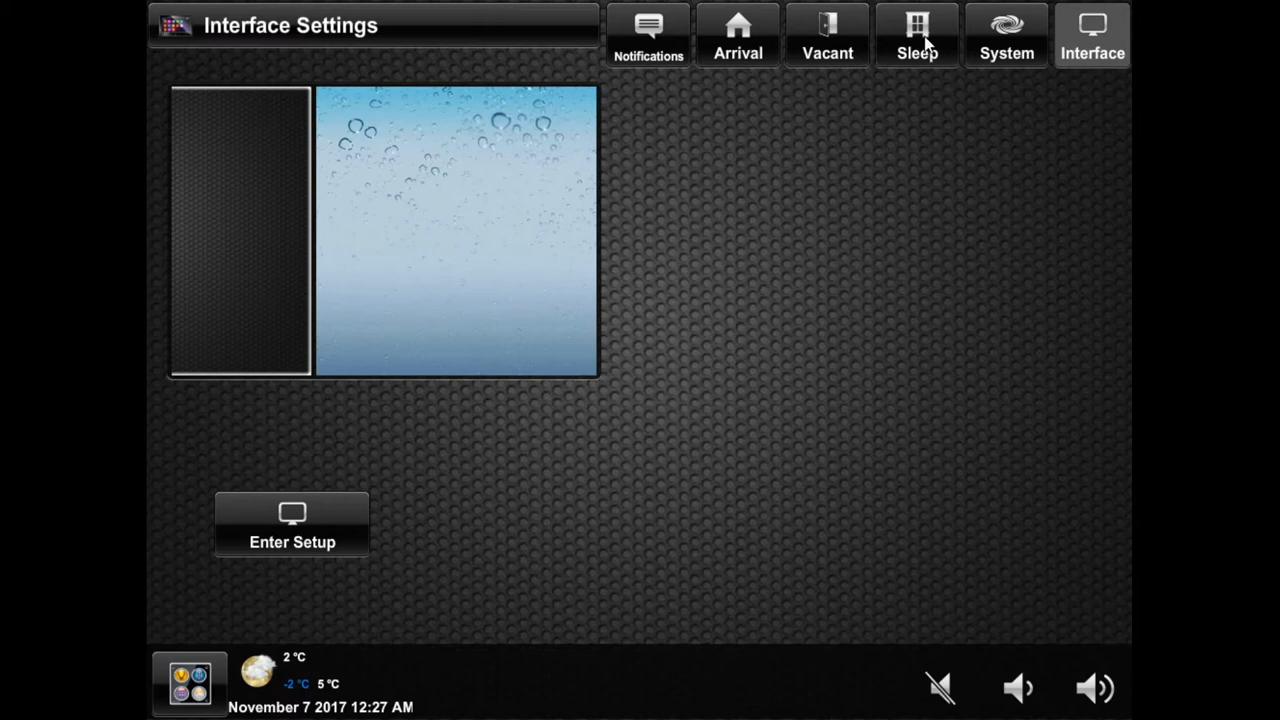 Interface Settings
Notifications
Arrival
Vacant
Sleep
System
Interface
Enter Setup
2 °C
-2 °C 5 °C
November 7 2017 12:27 AM